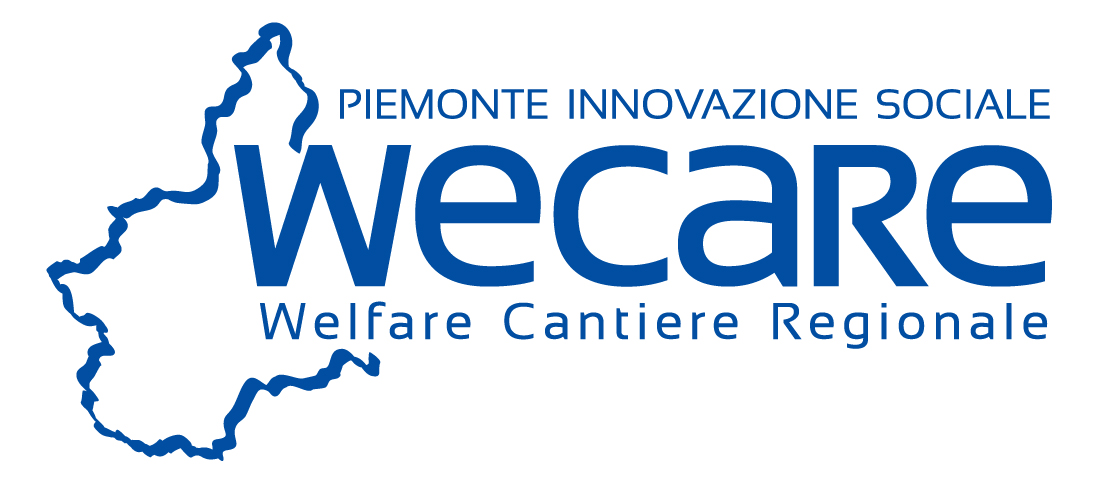 PIEMONTE INNOVAZIONE SOCIALE
WecaRe
Welfare Cantiere Regionale